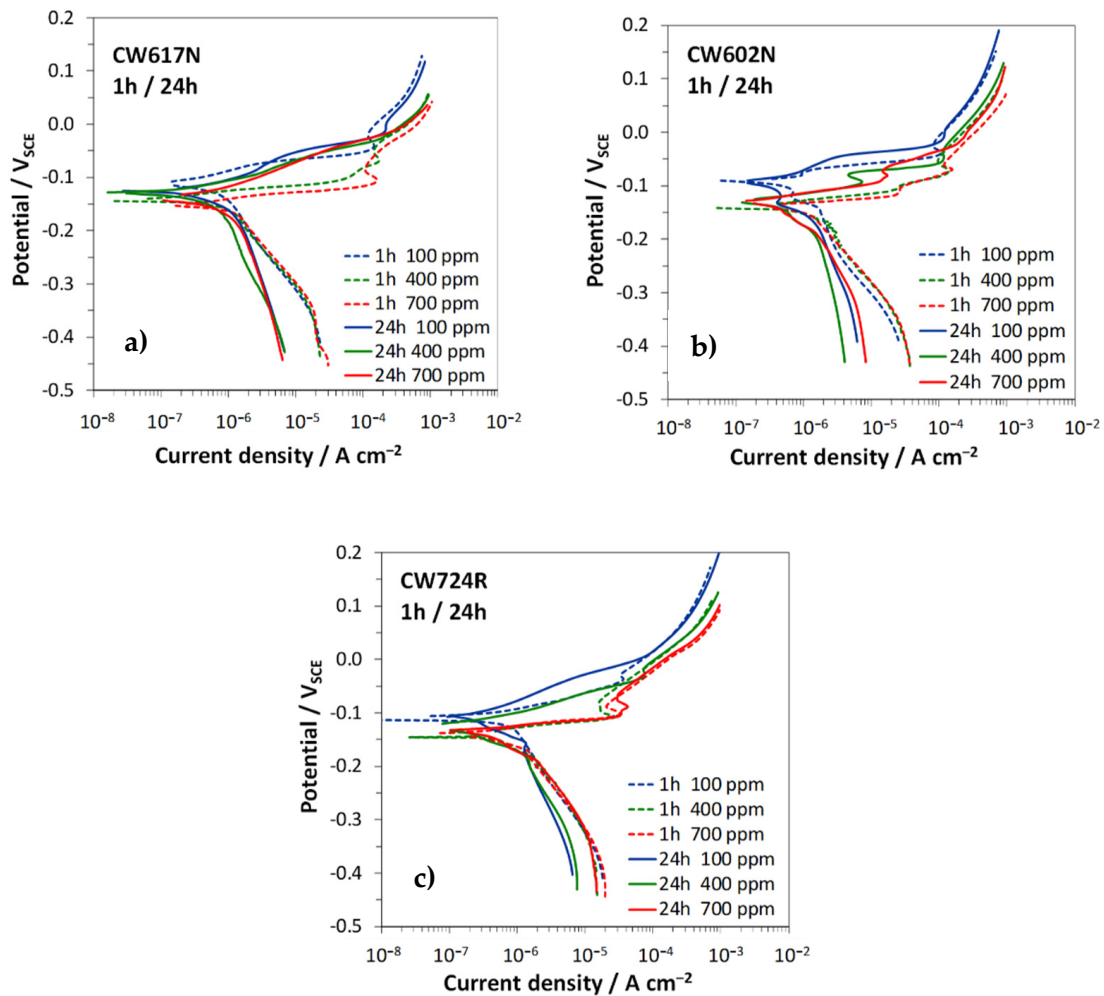 CW617N
1h / 24h
0.2
0.1
0.0
-0.1
-0.2
-0.3
-0.4
-0.5
Potential / V_SCE
1h 100 ppm
1h 400 ppm
1h 700 ppm
24h 100 ppm
24h 400 ppm
24h 700 ppm
a)
10⁻⁸ 10⁻⁷ 10⁻⁶ 10⁻⁵ 10⁻⁴ 10⁻³ 10⁻²
Current density / A cm⁻²
CW602N
1h / 24h
0.2
0.1
0.0
-0.1
-0.2
-0.3
-0.4
-0.5
Potential / V_SCE
1h 100 ppm
1h 400 ppm
1h 700 ppm
24h 100 ppm
24h 400 ppm
24h 700 ppm
b)
10⁻⁸ 10⁻⁷ 10⁻⁶ 10⁻⁵ 10⁻⁴ 10⁻³ 10⁻²
Current density / A cm⁻²
CW724R
1h / 24h
0.2
0.1
0.0
-0.1
-0.2
-0.3
-0.4
-0.5
Potential / V_SCE
1h 100 ppm
1h 400 ppm
1h 700 ppm
24h 100 ppm
24h 400 ppm
24h 700 ppm
c)
10⁻⁸ 10⁻⁷ 10⁻⁶ 10⁻⁵ 10⁻⁴ 10⁻³ 10⁻²
Current density / A cm⁻²